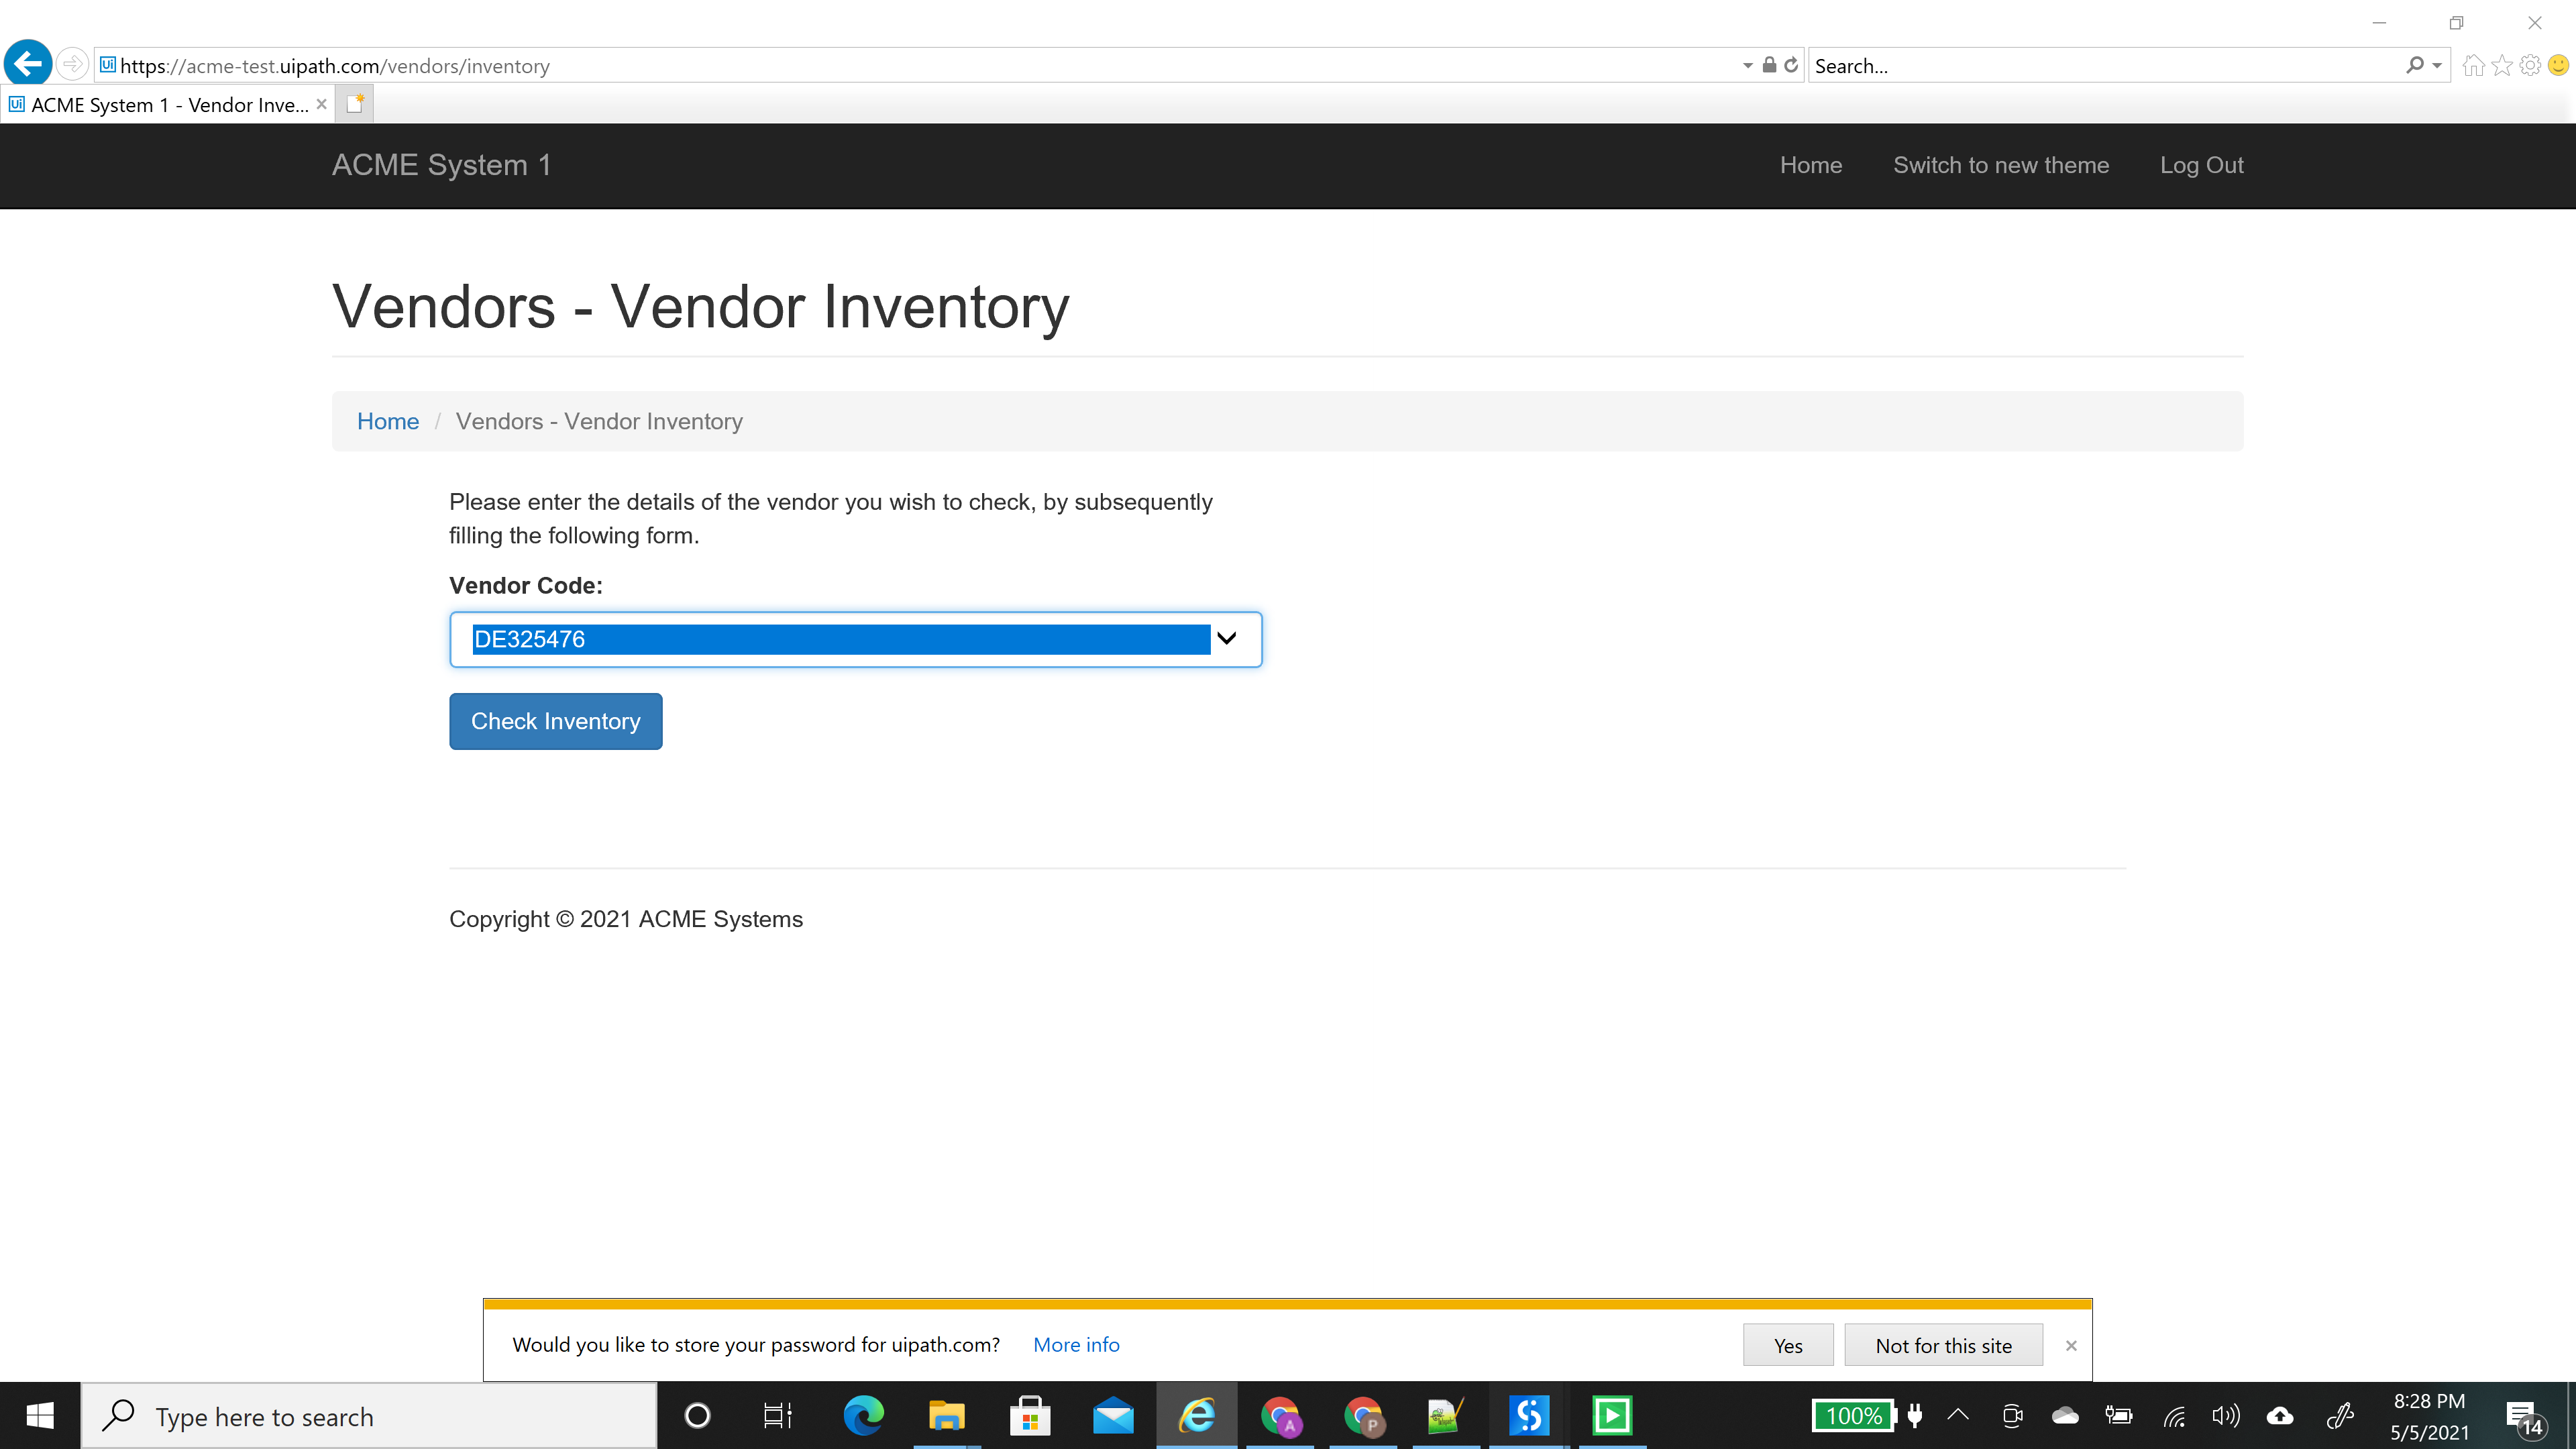 https://acme-test.uipath.com/vendors/inventory
Search...
ACME System 1 - Vendor Inve...
ACME System 1
Home
Switch to new theme
Log Out
Vendors - Vendor Inventory
Home / Vendors - Vendor Inventory
Please enter the details of the vendor you wish to check, by subsequently
filling the following form.
Vendor Code:
DE325476
Check Inventory
Copyright © 2021 ACME Systems
Would you like to store your password for uipath.com? More info
Yes
Not for this site
Type here to search
A
P
100%
8:28 PM
5/5/2021
14